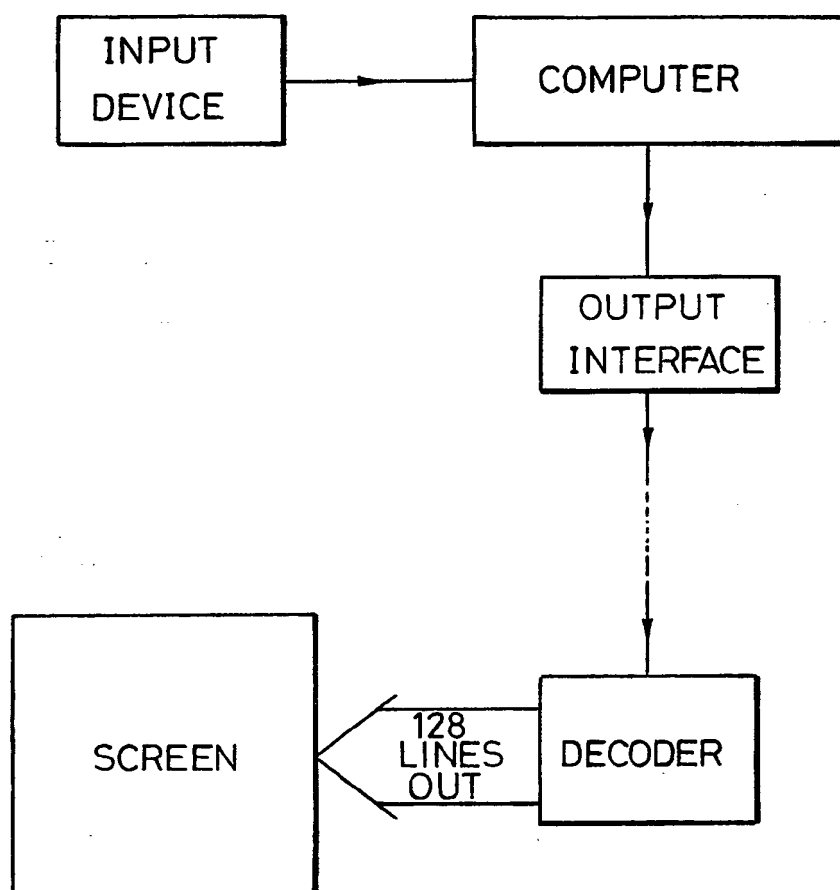 INPUT
DEVICE
COMPUTER
OUTPUT
INTERFACE
SCREEN
128
LINES
OUT
DECODER